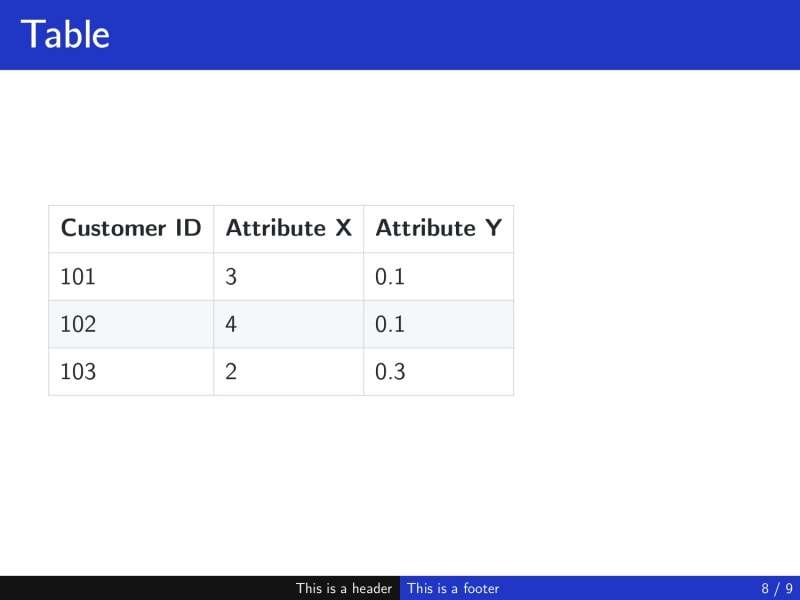 Table
Customer ID Attribute X Attribute Y
101 3 0.1
102 4 0.1
103 2 0.3
This is a header This is a footer 8 / 9